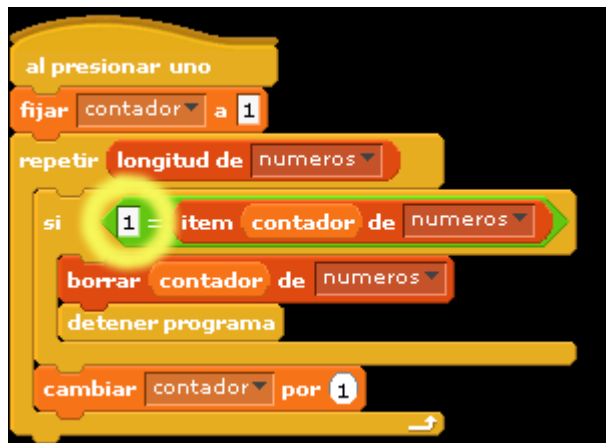 al presionar uno
fijar contador a 1
repetir longitud de numeros
si 1 = item contador de numeros
borrar contador de numeros
detener programa
cambiar contador por 1